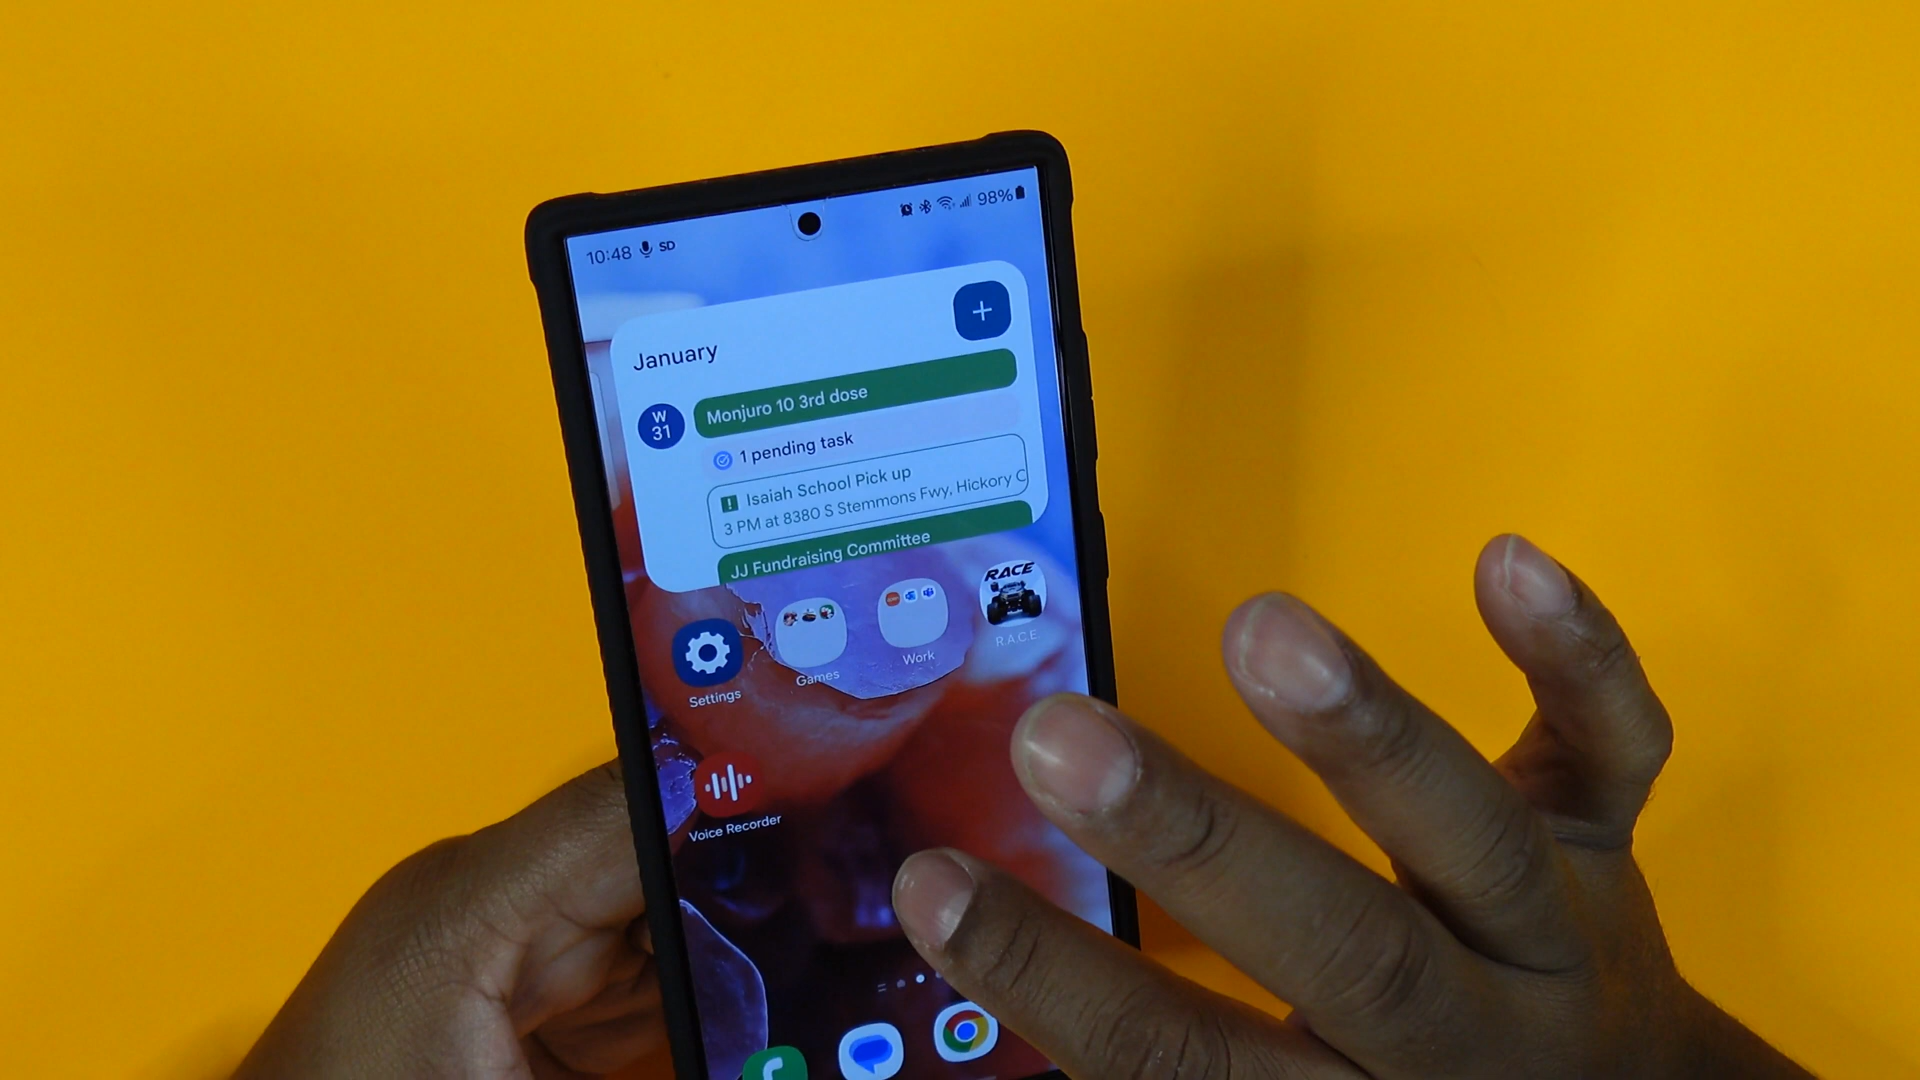 10:48 SD 98%
January
+
W
31
Monjuro 10 3rd dose
1 pending task
! Isaiah School Pick up
3 PM at 8380 S Stemmons Fwy, Hickory C
JJ Fundraising Committee
RACE
Settings
Games
Work
R.A.C.E.
Voice Recorder